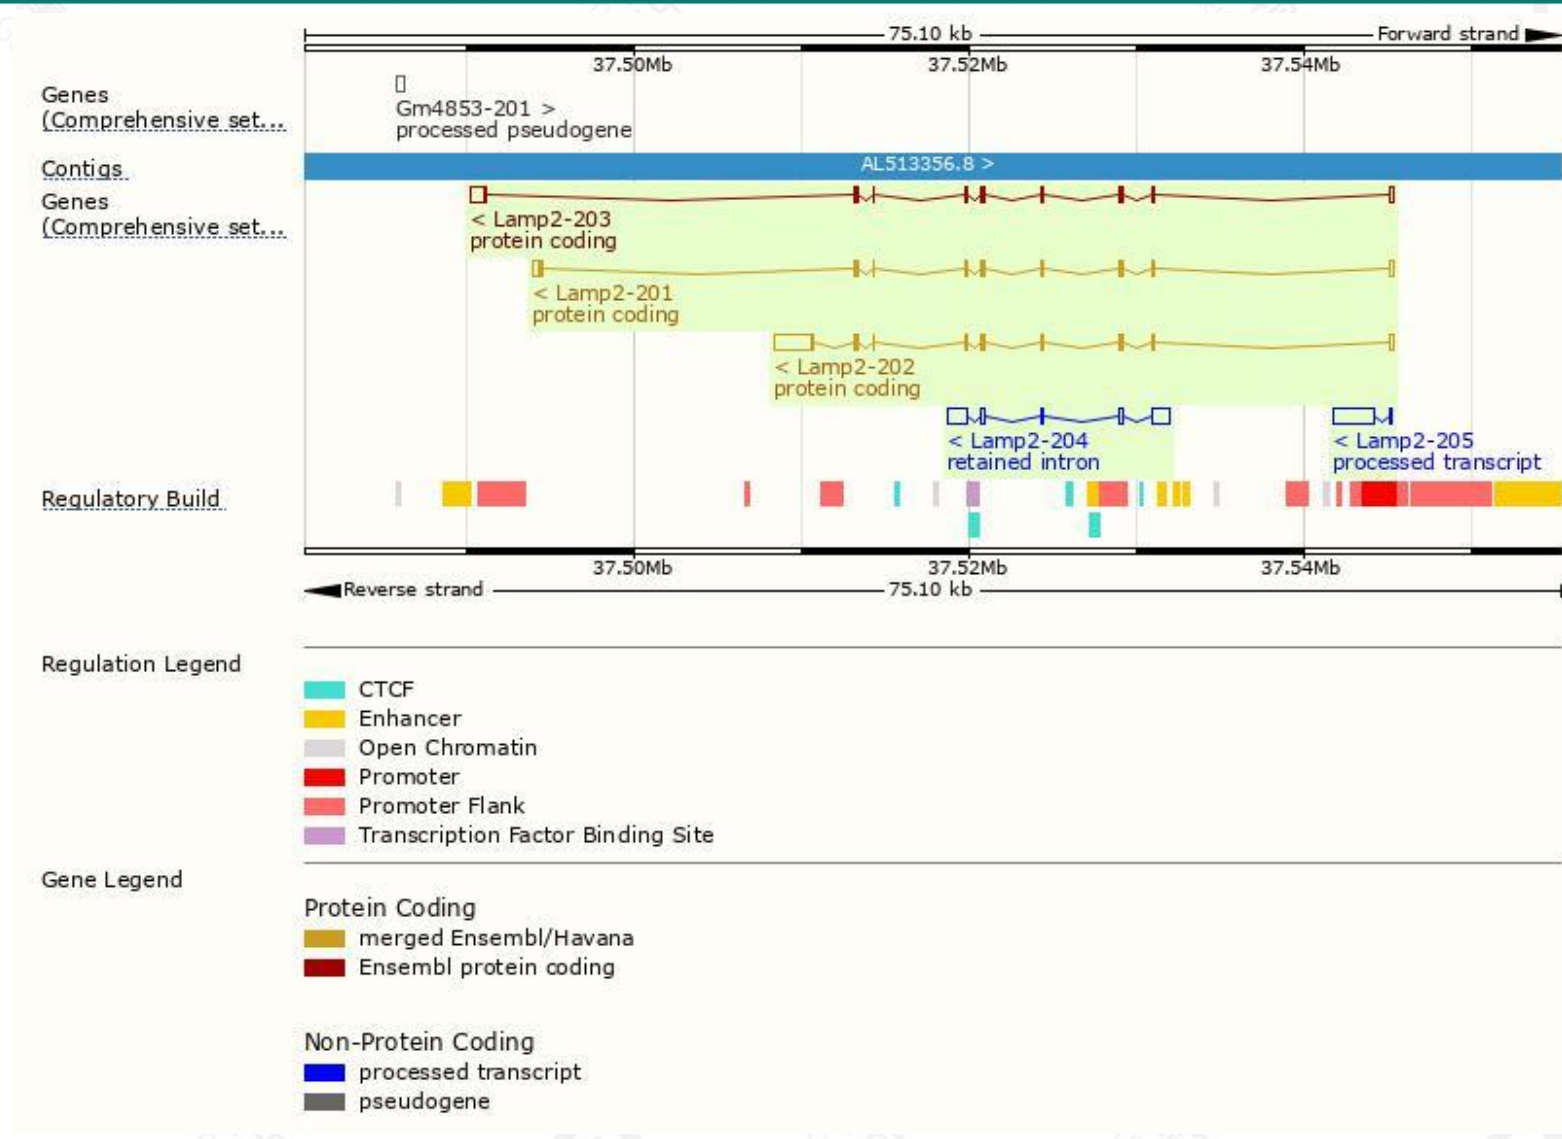 75.10 kb Forward strand
37.50Mb 37.52Mb 37.54Mb
Genes
(Comprehensive set...
Gm4853-201 >
processed pseudogene
Contigs
AL513356.8 >
Genes
(Comprehensive set...
< Lamp2-203
protein coding
< Lamp2-201
protein coding
< Lamp2-202
protein coding
< Lamp2-204
retained intron
< Lamp2-205
processed transcript
Regulatory Build
37.50Mb 37.52Mb 37.54Mb
Reverse strand 75.10 kb
Regulation Legend
CTCF
Enhancer
Open Chromatin
Promoter
Promoter Flank
Transcription Factor Binding Site
Gene Legend
Protein Coding
merged Ensembl/Havana
Ensembl protein coding
Non-Protein Coding
processed transcript
pseudogene